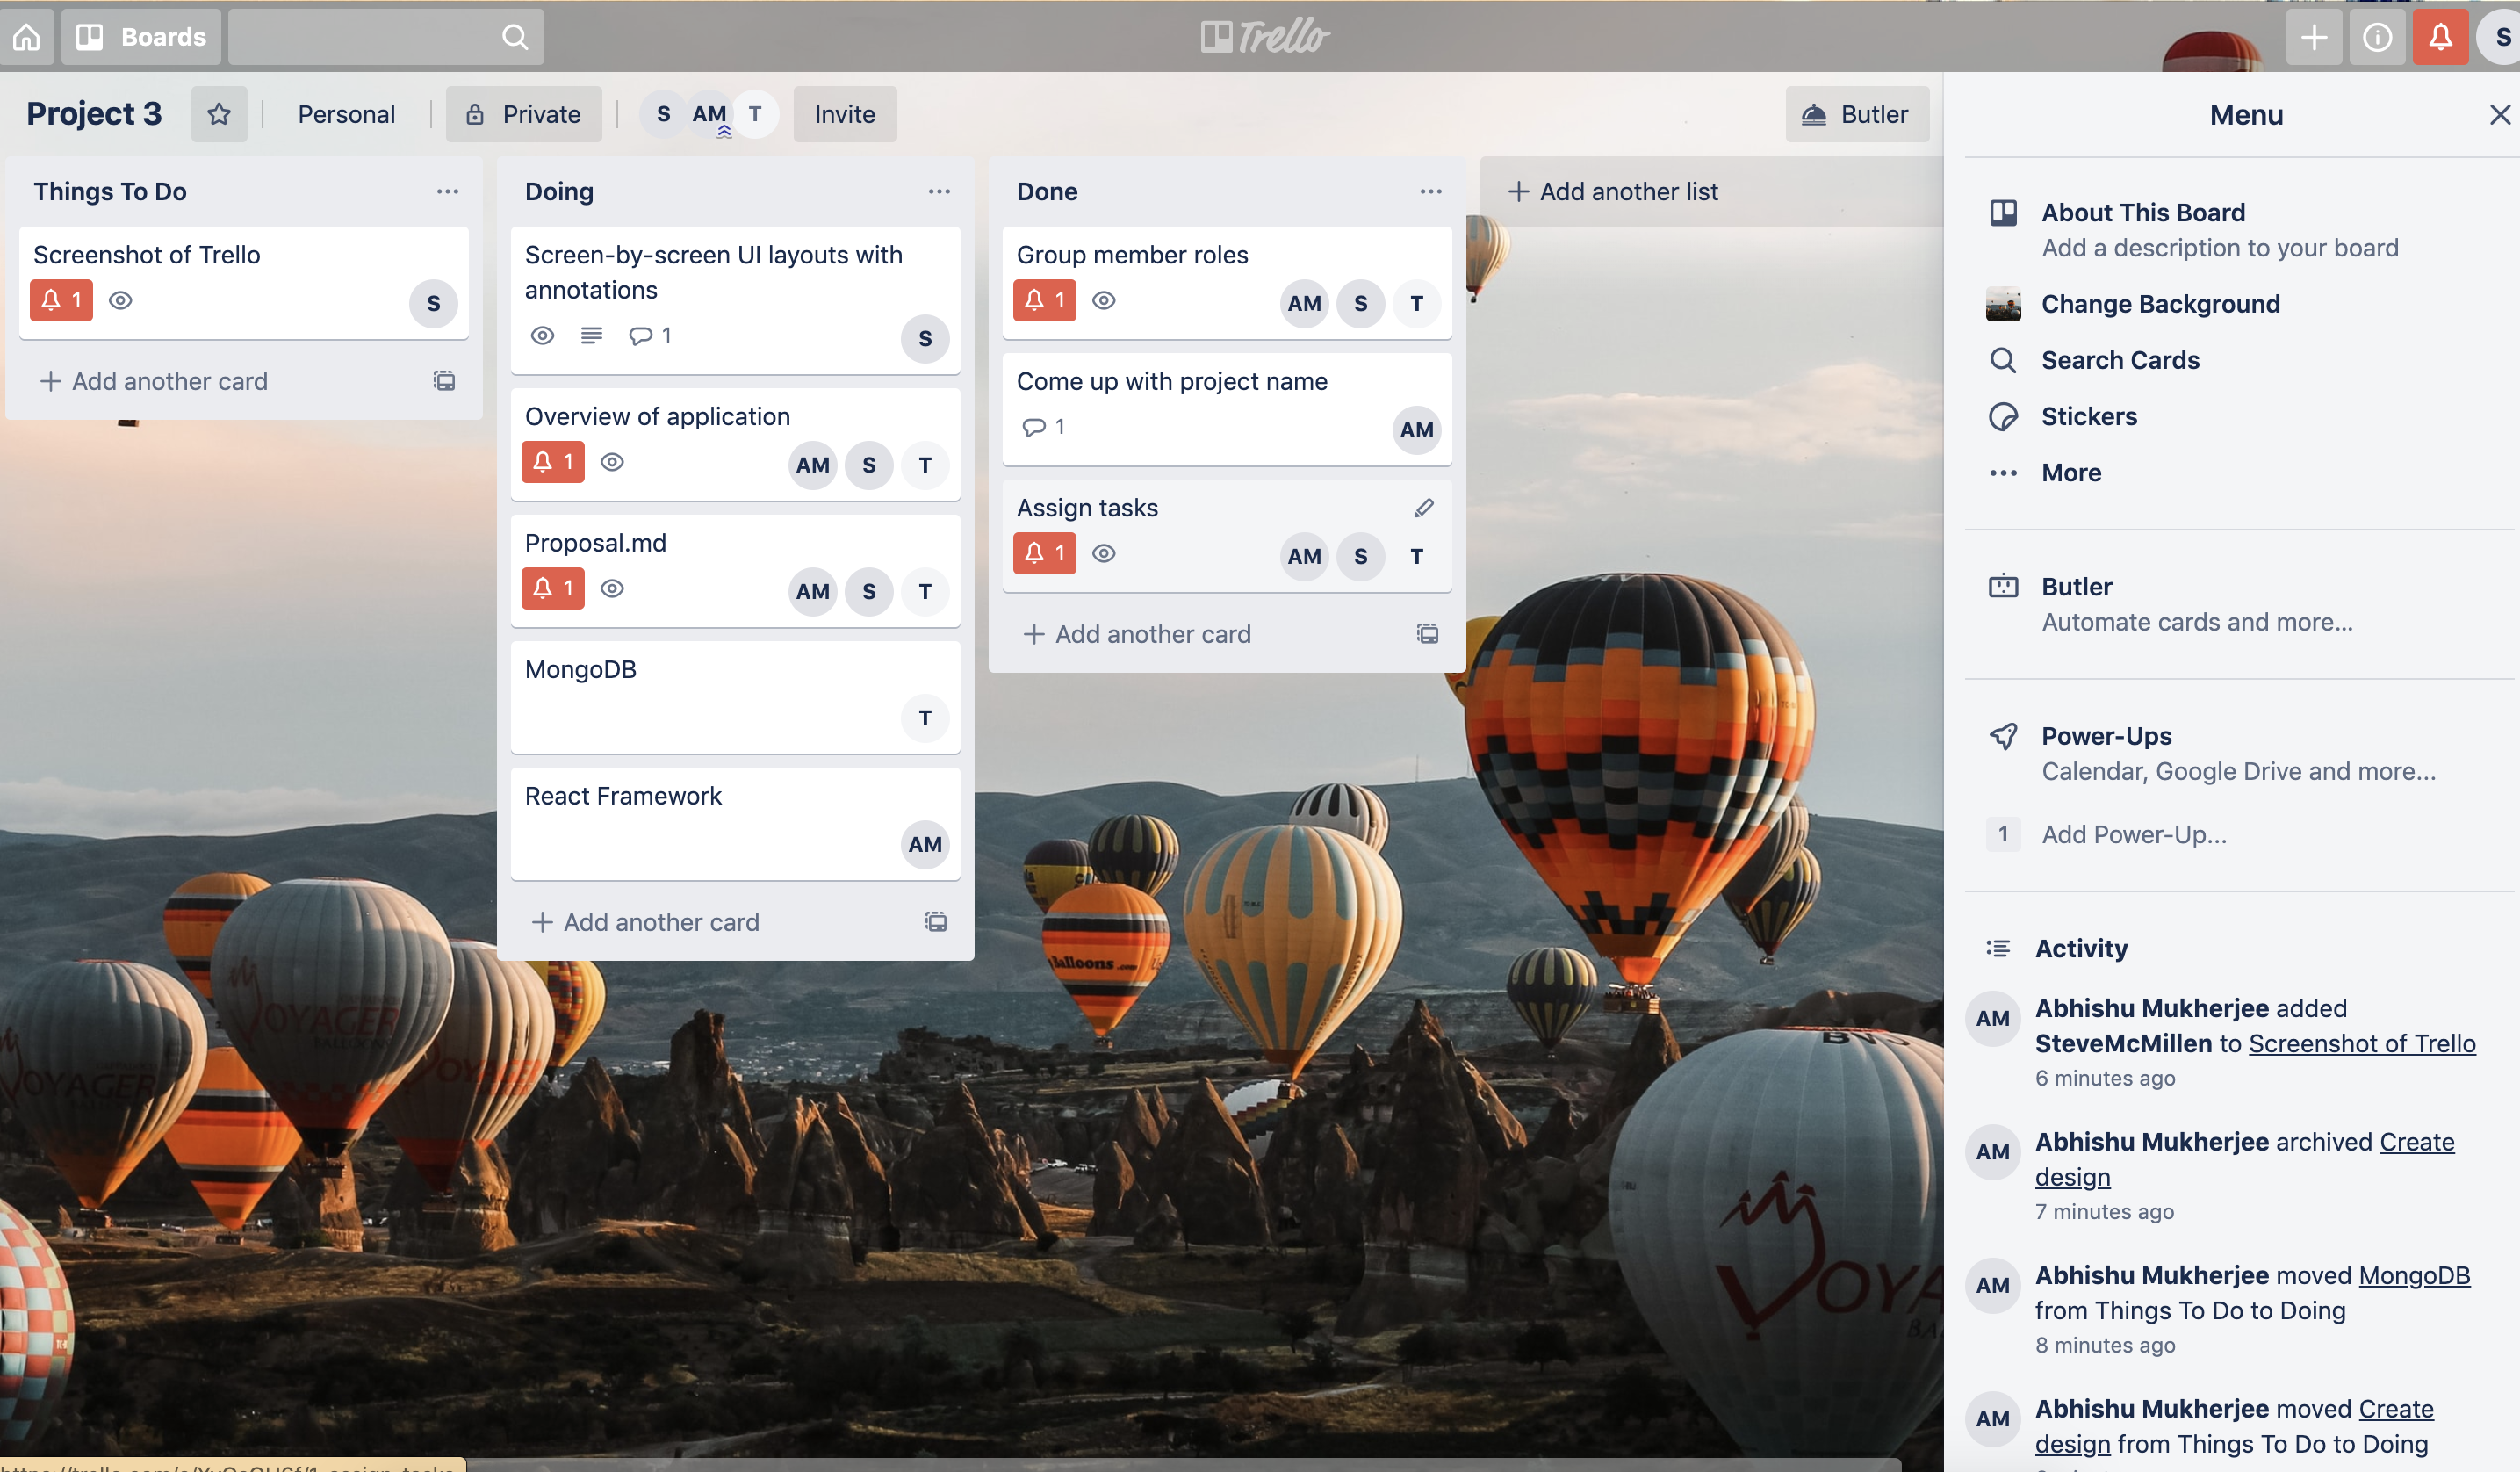 Boards
Trello
S
Project 3
Personal
Private
S AM T
Invite
Butler
Things To Do
Screenshot of Trello
1
S
Add another card
Doing
Screen-by-screen UI layouts with
annotations
1
S
Overview of application
1
AM S T
Proposal.md
1
AM S T
MongoDB
T
React Framework
AM
Add another card
Done
Group member roles
1
AM S T
Come up with project name
1
AM
Assign tasks
1
AM S T
Add another card
Add another list
Menu
About This Board
Add a description to your board
Change Background
Search Cards
Stickers
More
Butler
Automate cards and more...
Power-Ups
Calendar, Google Drive and more...
1 Add Power-Up...
Activity
AM
Abhishu Mukherjee added
SteveMcMillen to Screenshot of Trello
6 minutes ago
AM
Abhishu Mukherjee archived Create
design
7 minutes ago
AM
Abhishu Mukherjee moved MongoDB
from Things To Do to Doing
8 minutes ago
AM
Abhishu Mukherjee moved Create
design from Things To Do to Doing
Balloons.com
VOYAGER
BALLOONS
VOYAGER
VOYAGER